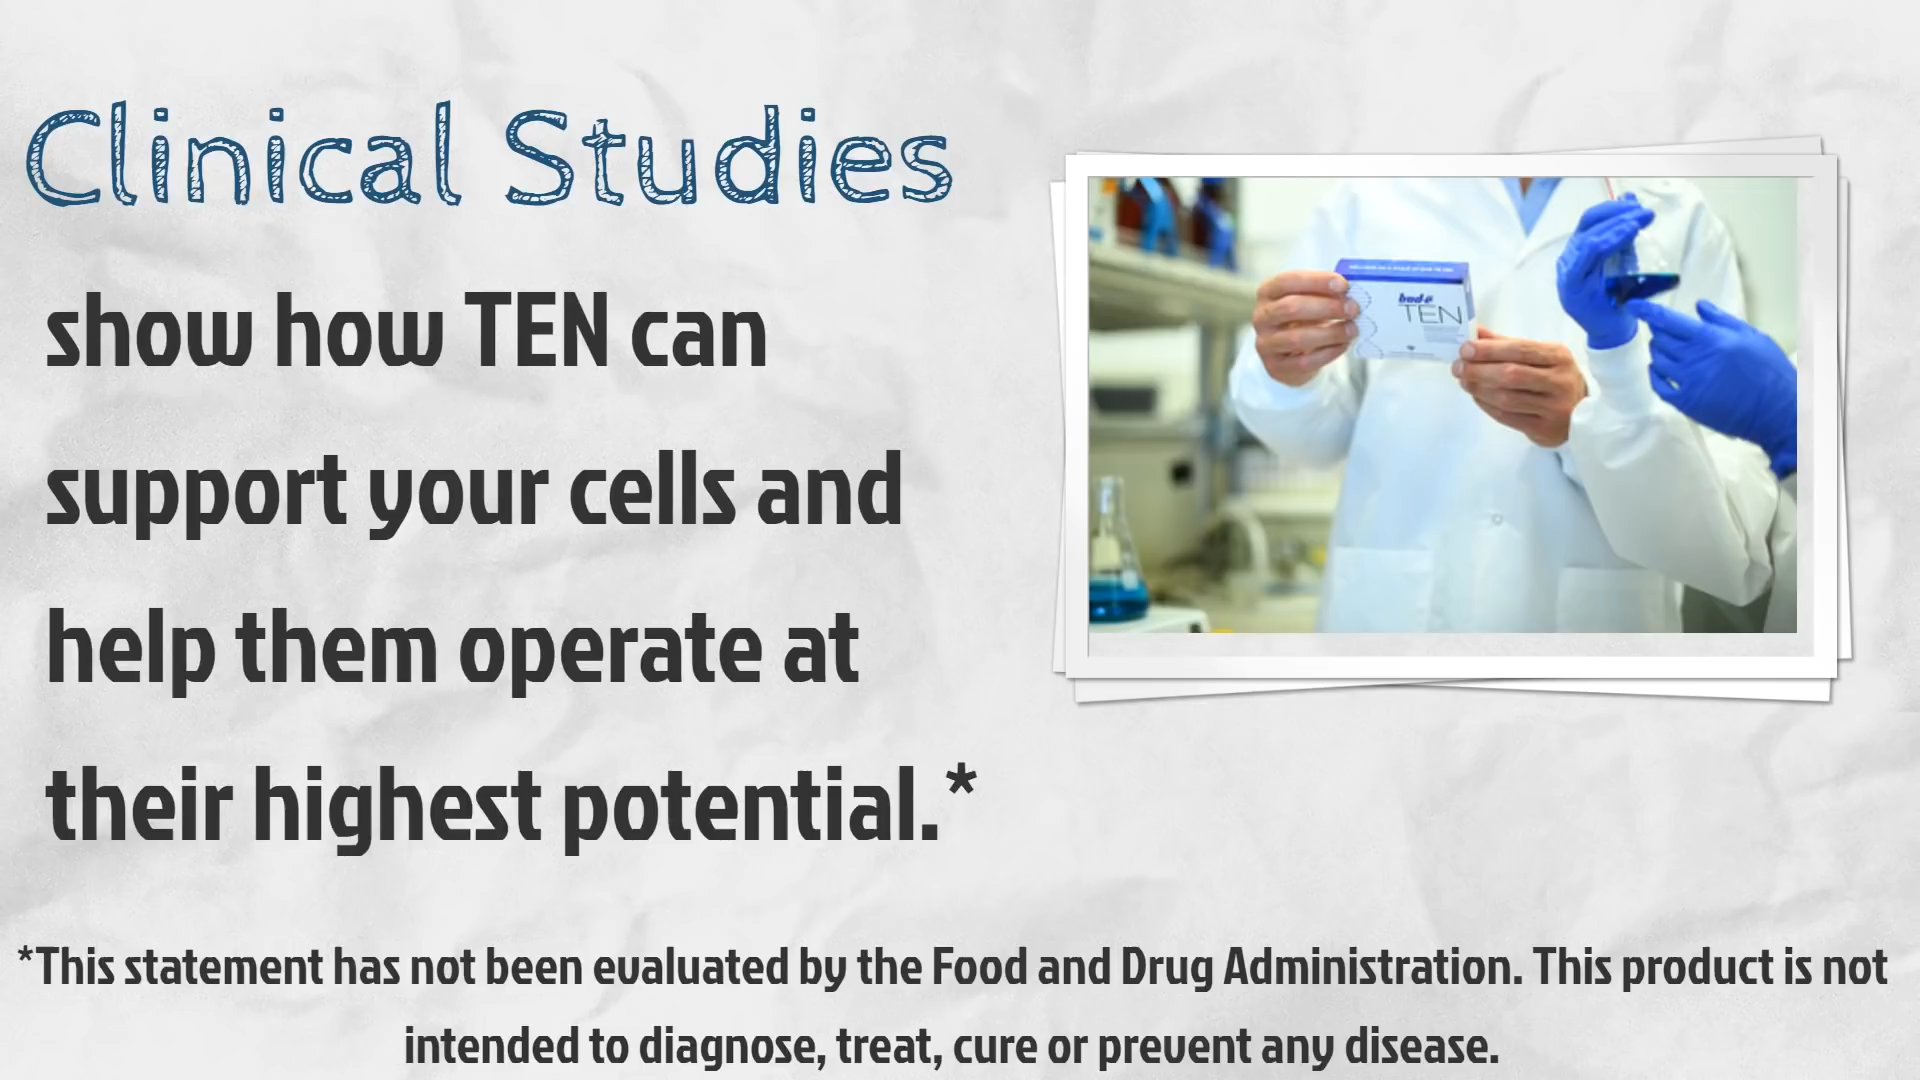 Clinical Studies
show how TEN can
support your cells and
help them operate at
their highest potential.*
bod·ē
TEN
*This statement has not been evaluated by the Food and Drug Administration. This product is not
intended to diagnose, treat, cure or prevent any disease.